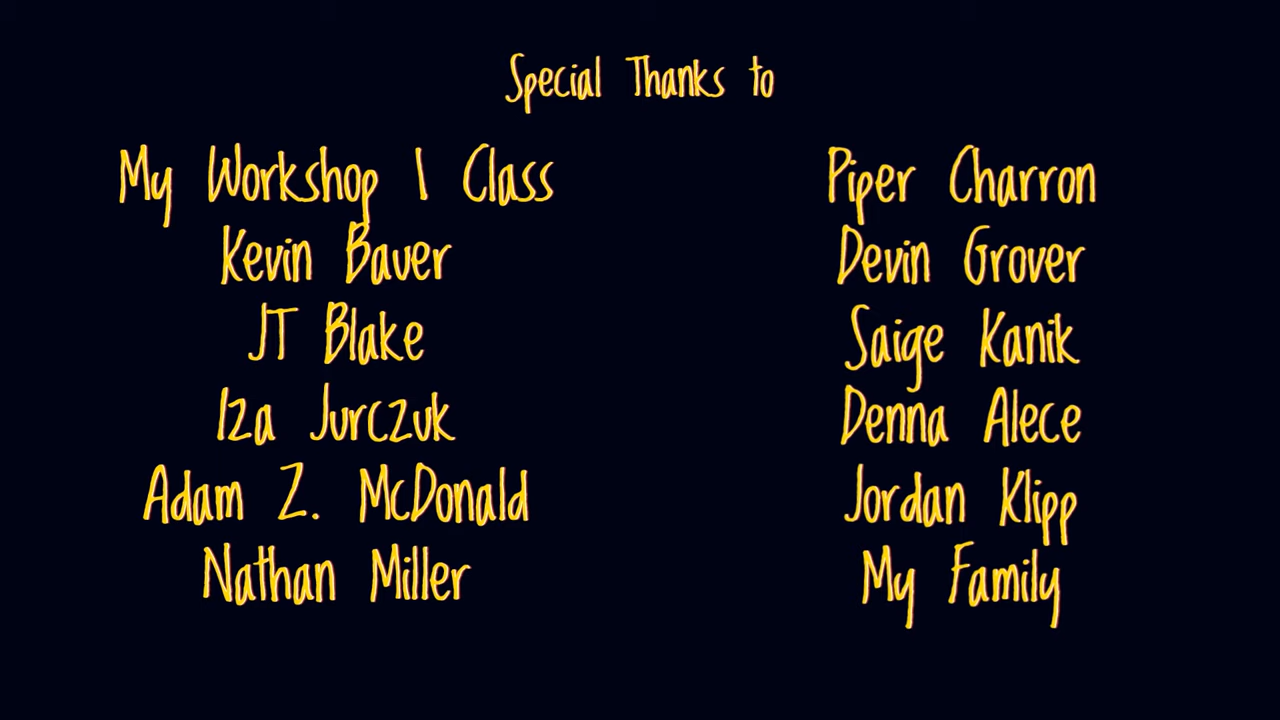 Special Thanks to
My Workshop 1 Class
Kevin Bauer
JT Blake
Iza Jurczuk
Adam Z. McDonald
Nathan Miller
Piper Charron
Devin Grover
Saige Kanik
Denna Alece
Jordan Klipp
My Family